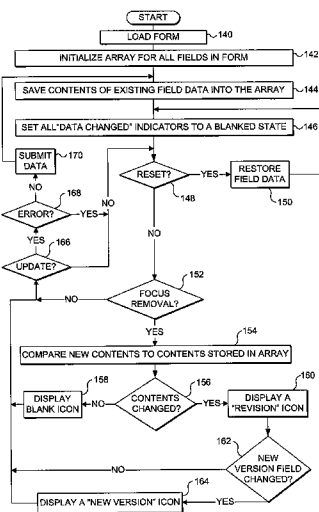 START
LOAD FORM
140
INITIALIZE ARRAY FOR ALL FIELDS IN FORM
142
SAVE CONTENTS OF EXISTING FIELD DATA INTO THE ARRAY
144
SET ALL"DATA CHANGED" INDICATORS TO A BLANKED STATE
146
SUBMIT
DATA
170
RESET?
148
YES
RESTORE
FIELD DATA
150
NO
NO
168
ERROR?
YES
NO
YES
166
UPDATE?
NO
152
FOCUS
REMOVAL?
NO
YES
154
COMPARE NEW CONTENTS TO CONTENTS STORED IN ARRAY
158
DISPLAY
BLANK ICON
NO
156
CONTENTS
CHANGED?
YES
160
DISPLAY A
"REVISION" ICON
162
NEW
VERSION FIELD
CHANGED?
NO
164
DISPLAY A "NEW VERSION" ICON
YES